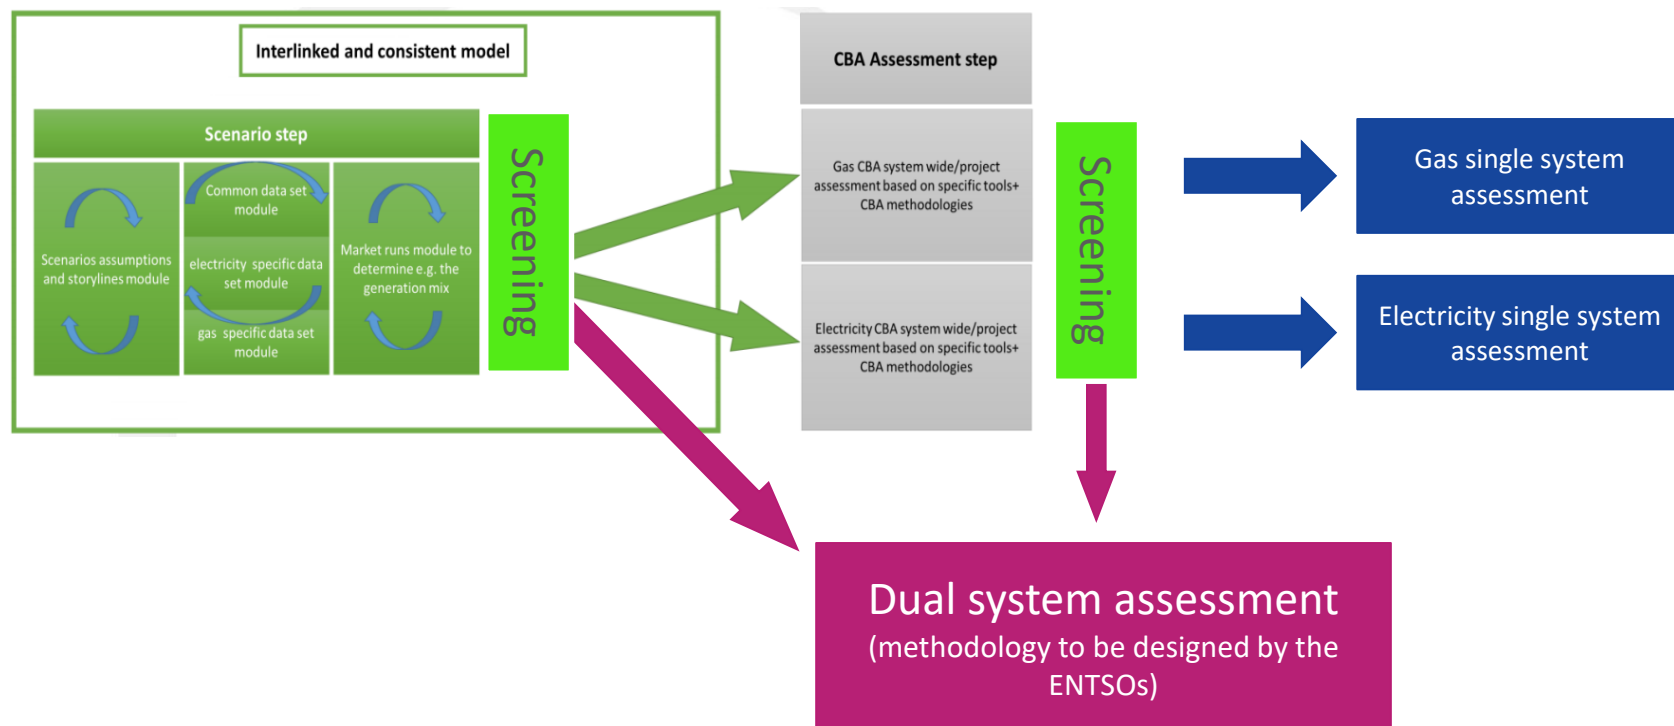 Interlinked and consistent model
Scenario step
Scenarios assumptions
and storylines module
Common data set
module
electricity  specific data
set module
gas  specific data set
module
Market runs module to
determine e.g. the
generation mix
Screening
CBA Assessment step
Gas CBA system wide/project
assessment based on specific tools+
CBA methodologies
Electricity CBA system wide/project
assessment based on specific tools+
CBA methodologies
Screening
Gas single system
assessment
Electricity single system
assessment
Dual system assessment
(methodology to be designed by the
ENTSOs)